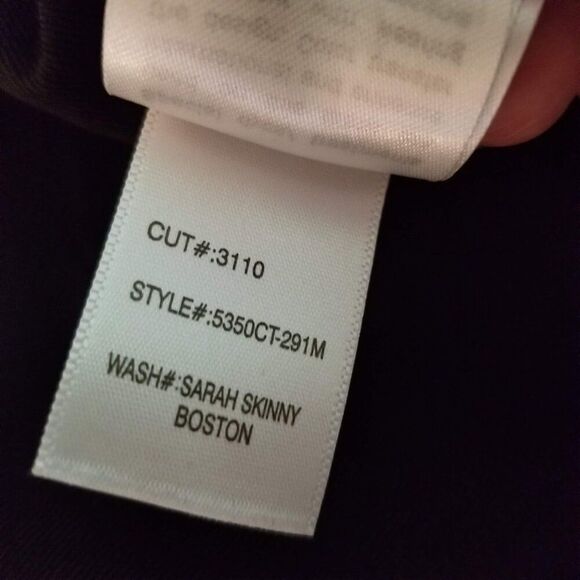 CUT#:3110
STYLE#:5350CT-291M
WASH#:SARAH SKINNY
BOSTON